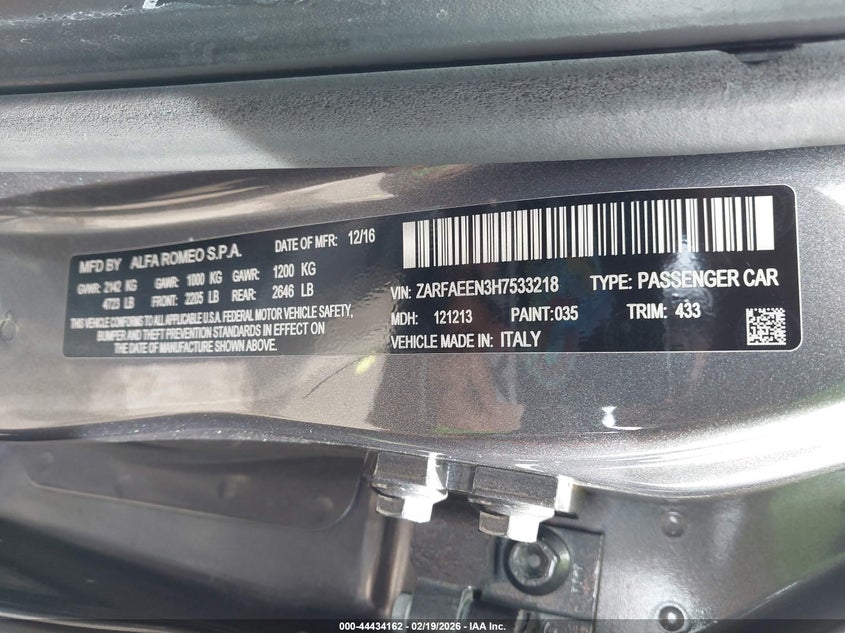 MFD BY ALFA ROMEO S.P.A. DATE OF MFR: 12/16
GVWR: 2142 KG GAWR: 1000 KG GAWR: 1200 KG
4723 LB FRONT: 2205 LB REAR: 2646 LB
THIS VEHICLE CONFORMS TO ALL APPLICABLE U.S.A. FEDERAL MOTOR VEHICLE SAFETY,
BUMPER AND THEFT PREVENTION STANDARDS IN EFFECT ON
THE DATE OF MANUFACTURE SHOWN ABOVE.
VIN: ZARFAEEN3H7533218 TYPE: PASSENGER CAR
MDH: 121213 PAINT:035 TRIM: 433
VEHICLE MADE IN: ITALY
000-44434162 - 02/19/2026 - IAA Inc.